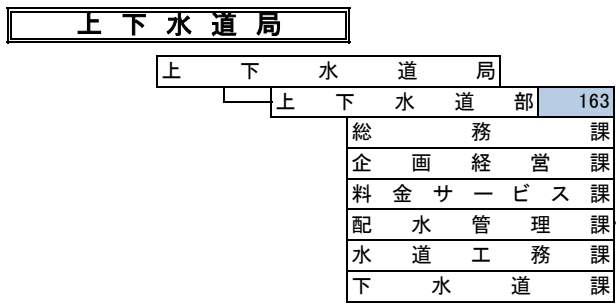 上下水道局
上下水道局
上下水道部 163
総務課
企画経営課
料金サービス課
配水管理課
水道工務課
下水道課